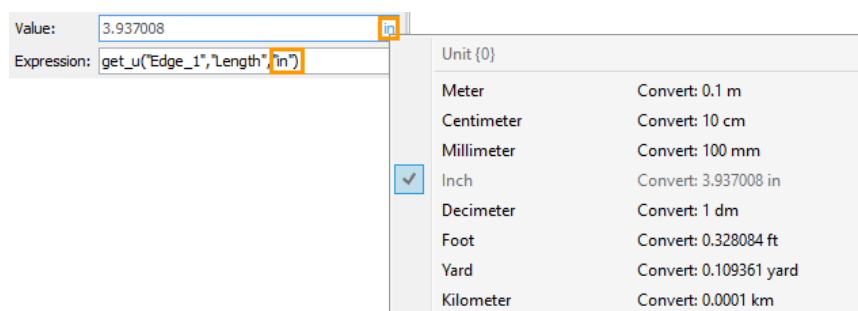 Value: 3.937008 in
Expression: get_u("Edge_1","Length","in")
Unit {0}
Meter Convert: 0.1 m
Centimeter Convert: 10 cm
Millimeter Convert: 100 mm
Inch Convert: 3.937008 in
Decimeter Convert: 1 dm
Foot Convert: 0.328084 ft
Yard Convert: 0.109361 yard
Kilometer Convert: 0.0001 km